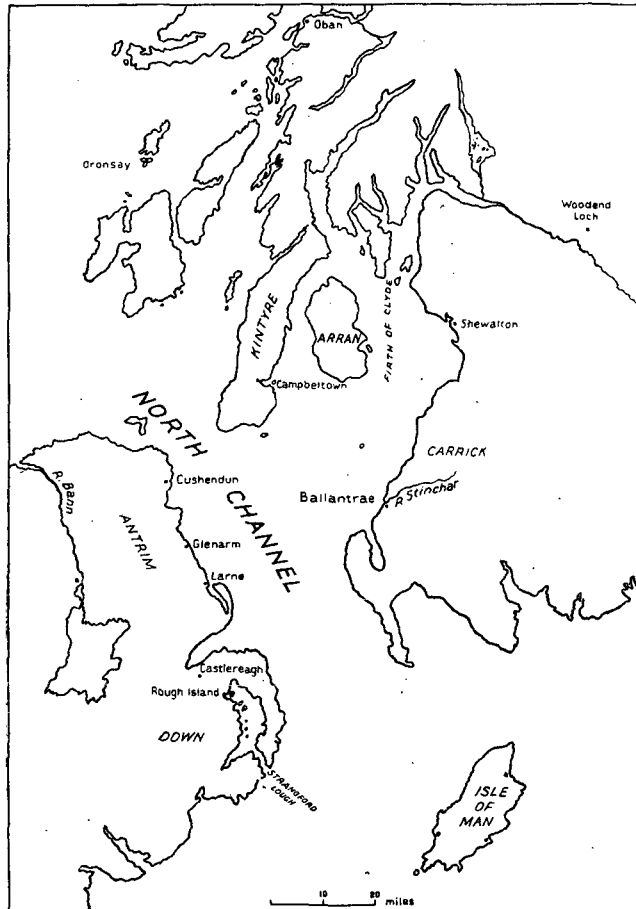 Oban
Oronsay
Woodend
Loch
KINTYRE
ARRAN
FIRTH OF CLYDE
Shewalton
Campbeltown
NORTH CHANNEL
CARRICK
R. Bann
Cushendun
Ballantrae
R Stinchar
ANTRIM
Glenarm
Larne
Castlereagh
Rough Island
DOWN
STRANGFORD
LOUGH
ISLE
OF
MAN
10 20 miles